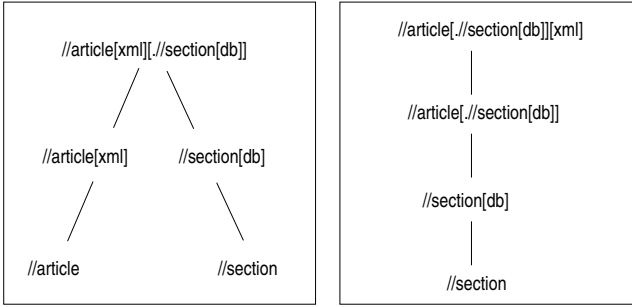 //article[xml][.//section[db]]
//article[xml]
//section[db]
//article
//section
//article[.//section[db]][xml]
//article[.//section[db]]
//section[db]
//section